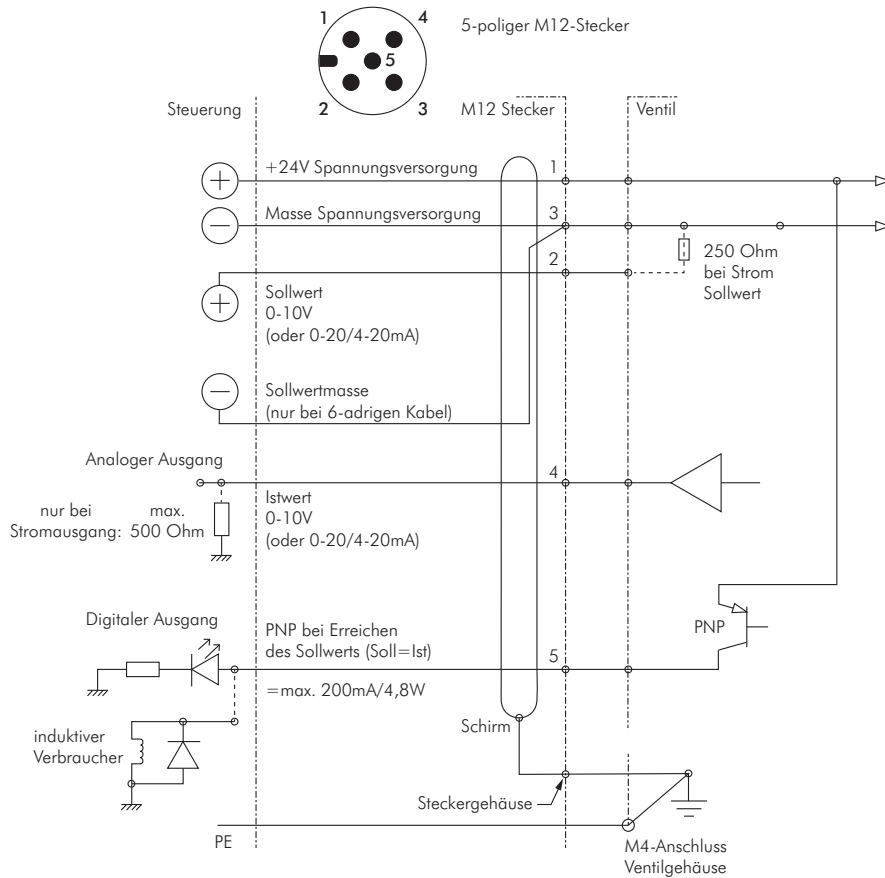 1
4
5-poliger M12-Stecker
5
2
3
Steuerung
M12 Stecker
Ventil
+24V Spannungsversorgung
1
Masse Spannungsversorgung
3
250 Ohm
bei Strom
Sollwert
2
Sollwert
0-10V
(oder 0-20/4-20mA)
Sollwertmasse
(nur bei 6-adrigen Kabel)
Analoger Ausgang
4
nur bei
Stromausgang:
max.
500 Ohm
Istwert
0-10V
(oder 0-20/4-20mA)
Digitaler Ausgang
PNP bei Erreichen
des Sollwerts (Soll=Ist)
5
PNP
=max. 200mA/4,8W
induktiver
Verbraucher
Schirm
Steckergehäuse
PE
M4-Anschluss
Ventilgehäuse